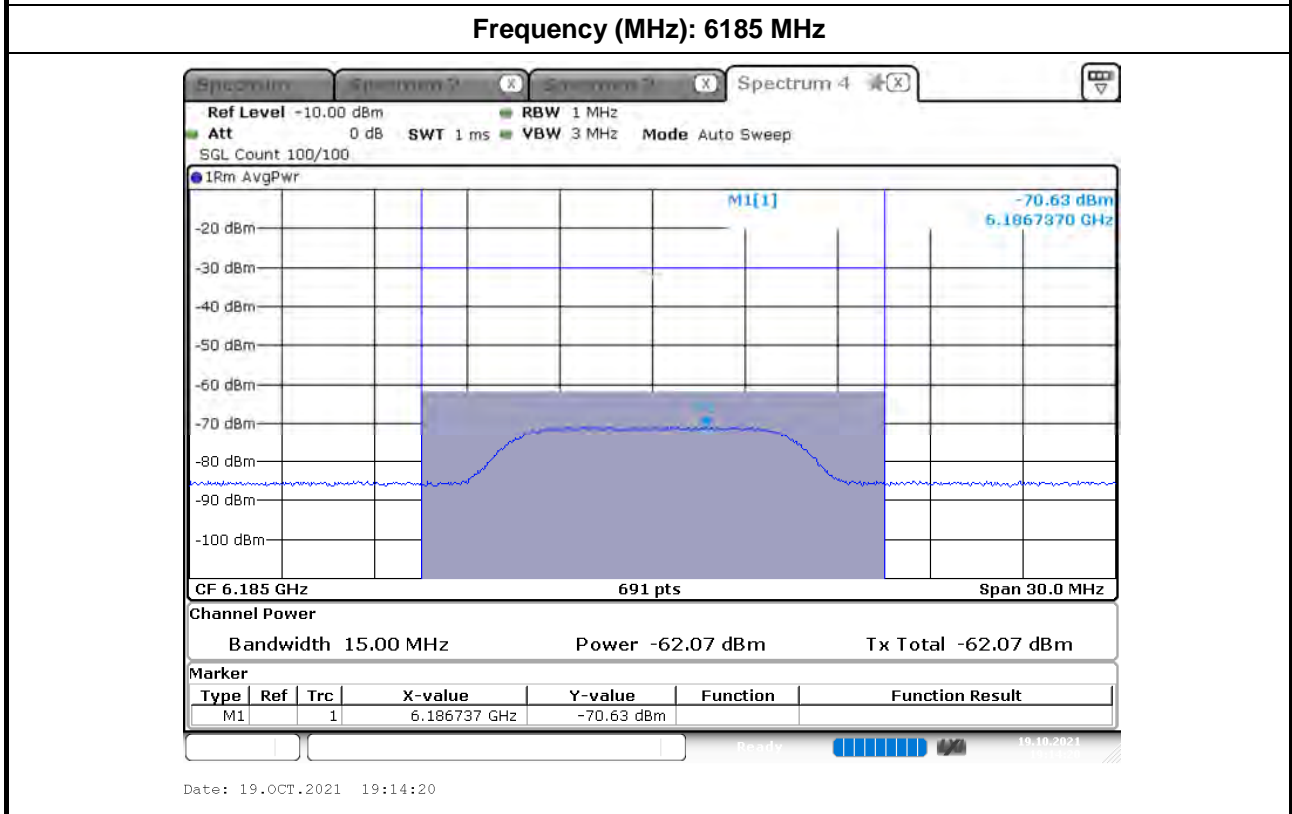 Frequency (MHz): 6185 MHz
Spectrum 4
Ref Level -10.00 dBm RBW 1 MHz
Att 0 dB SWT 1 ms VBW 3 MHz Mode Auto Sweep
SGL Count 100/100
1Rm AvgPwr
M1[1] -70.63 dBm
6.1867370 GHz
-20 dBm
-30 dBm
-40 dBm
-50 dBm
-60 dBm
-70 dBm
-80 dBm
-90 dBm
-100 dBm
CF 6.185 GHz 691 pts Span 30.0 MHz
Channel Power
Bandwidth 15.00 MHz Power -62.07 dBm Tx Total -62.07 dBm
Marker
Type Ref Trc X-value Y-value Function Function Result
M1 1 6.186737 GHz -70.63 dBm
Ready 19.10.2021
Date: 19.OCT.2021 19:14:20